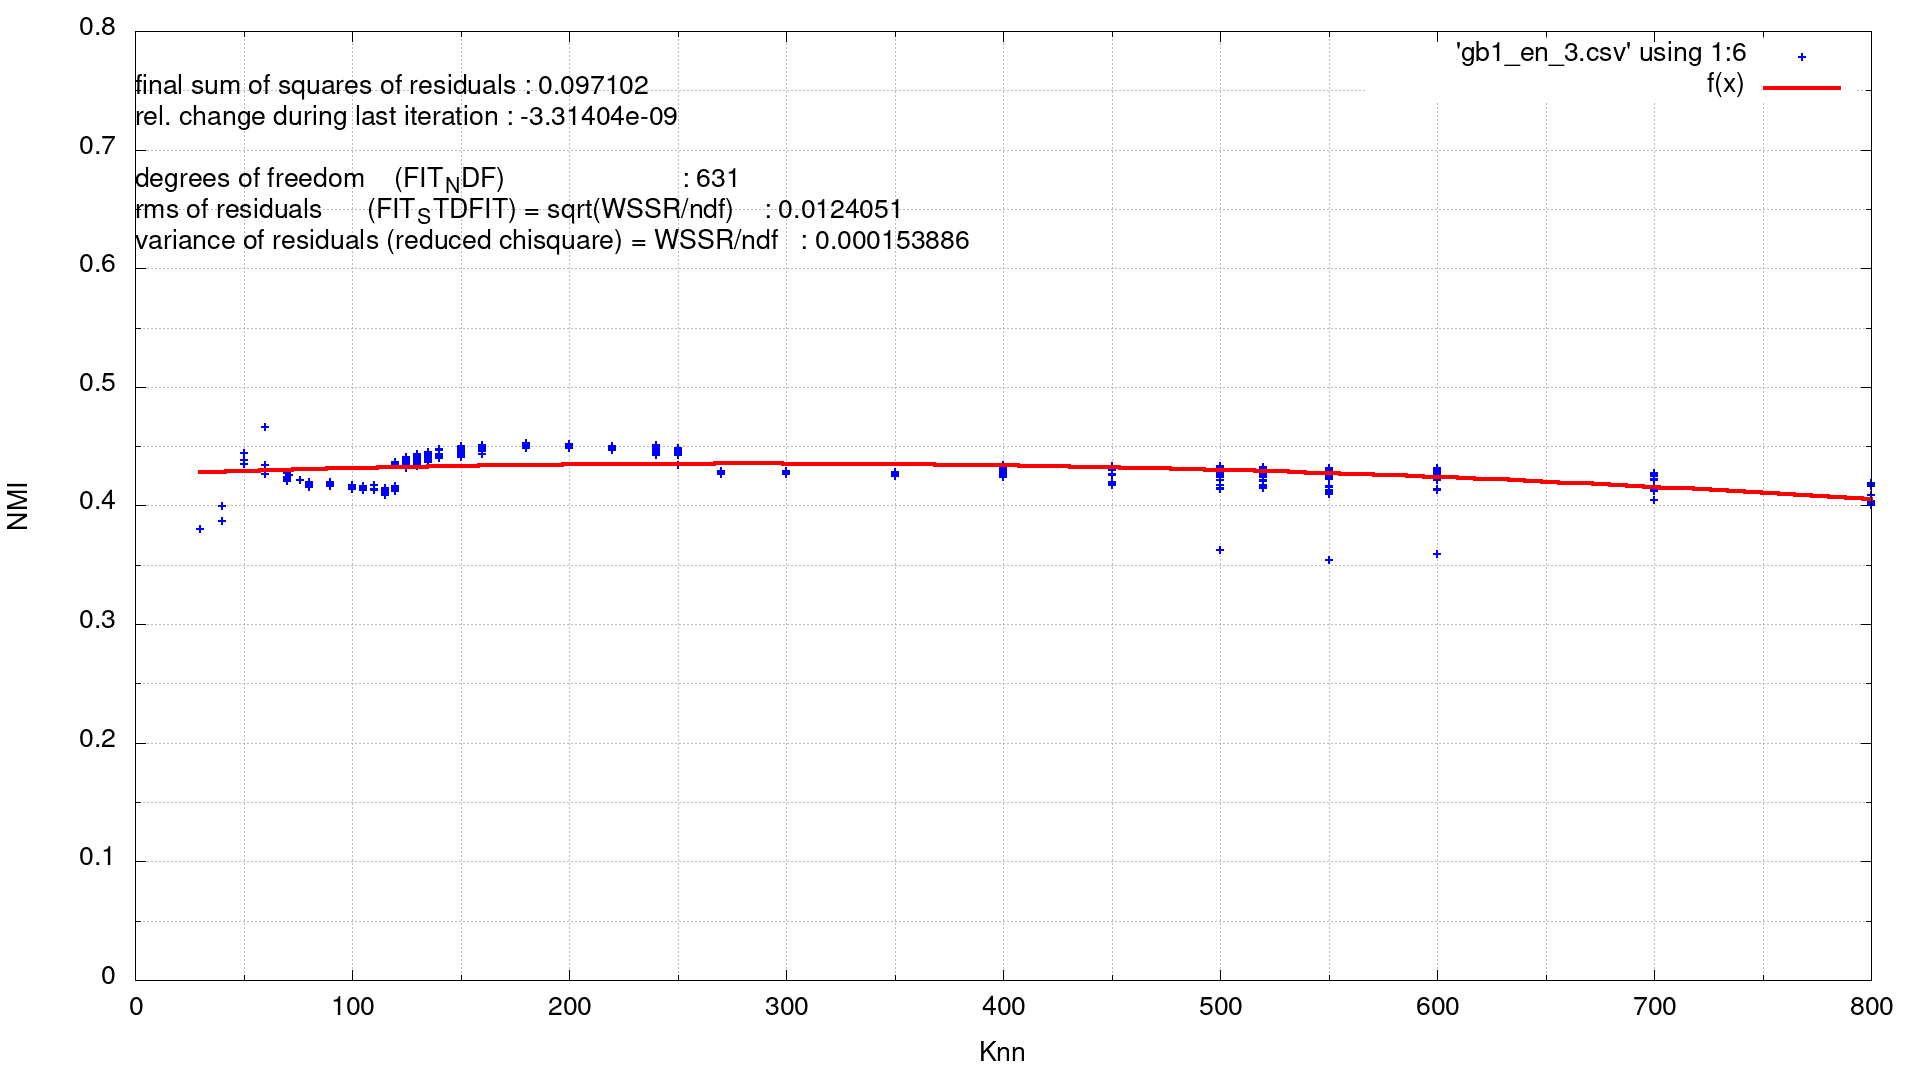 'gb1_en_3.csv' using 1:6
f(x)
final sum of squares of residuals : 0.097102
rel. change during last iteration : -3.31404e-09
degrees of freedom (FIT_NDF) : 631
rms of residuals (FIT_STDFIT) = sqrt(WSSR/ndf) : 0.0124051
variance of residuals (reduced chisquare) = WSSR/ndf : 0.000153886
0.8
0.7
0.6
0.5
0.4
0.3
0.2
0.1
0
NMI
0 100 200 300 400 500 600 700 800
Knn